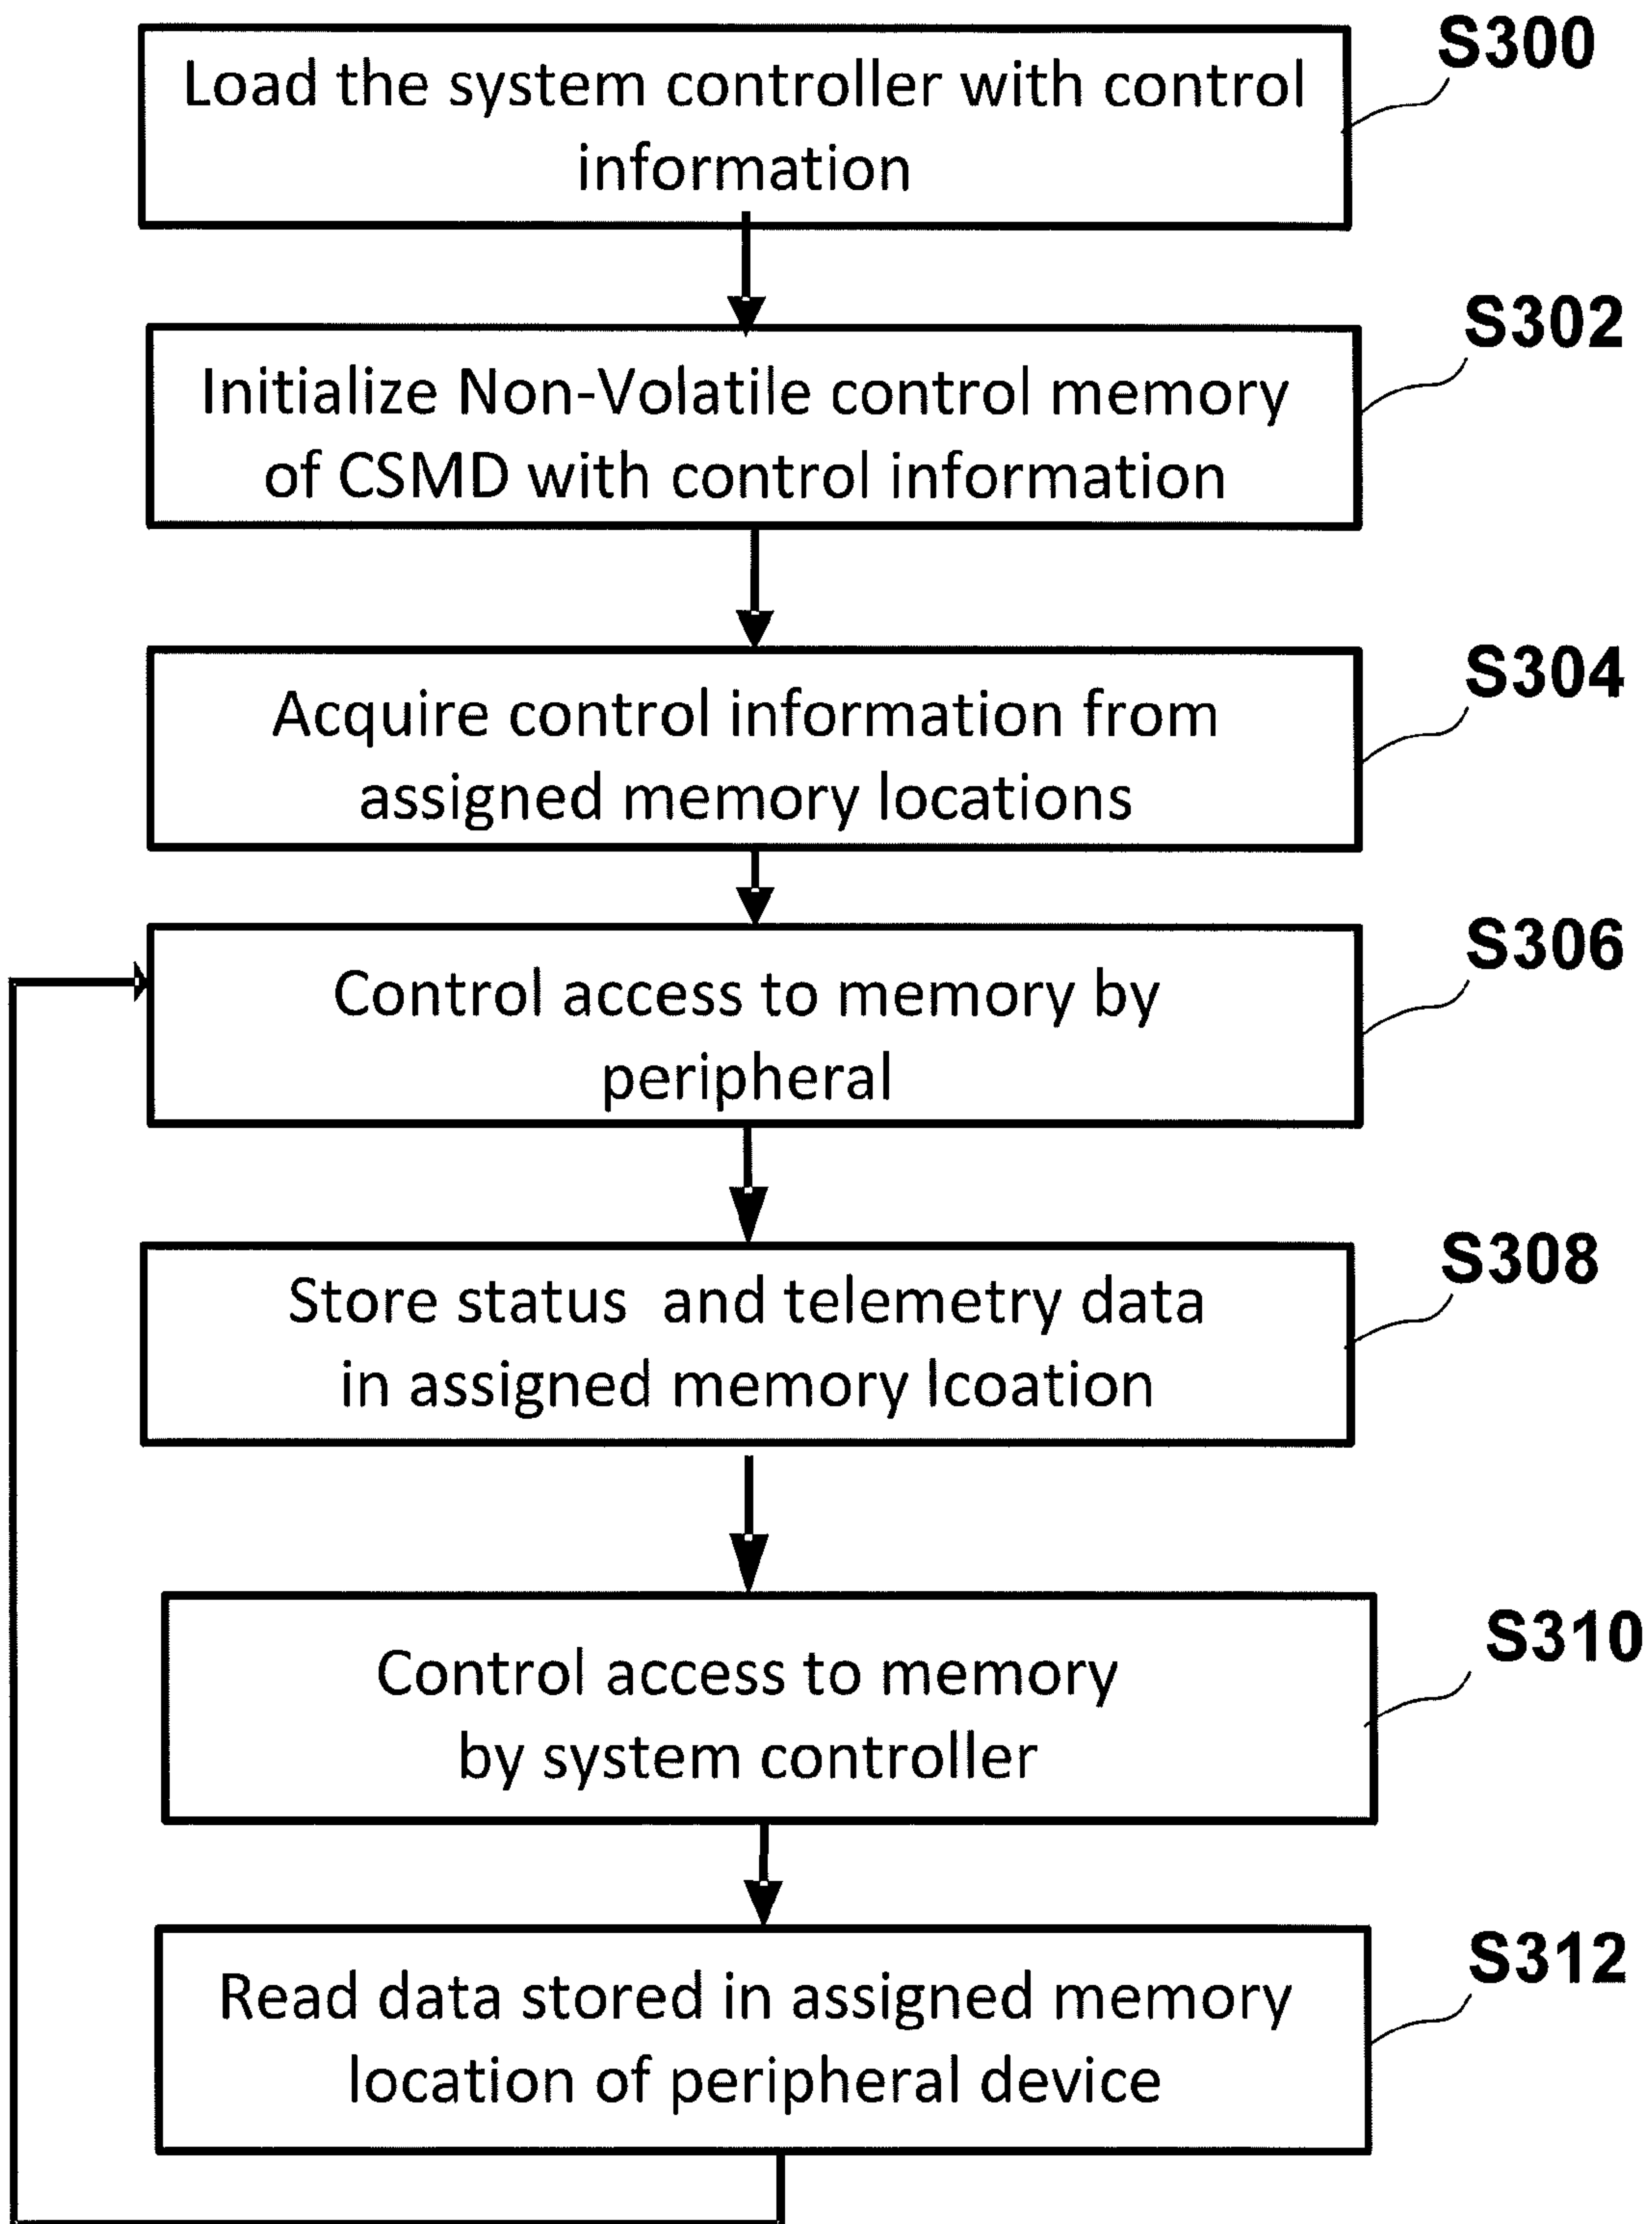 Load the system controller with control
information
S300
Initialize Non-Volatile control memory
of CSMD with control information
S302
Acquire control information from
assigned memory locations
S304
Control access to memory by
peripheral
S306
Store status and telemetry data
in assigned memory lcoation
S308
Control access to memory
by system controller
S310
Read data stored in assigned memory
location of peripheral device
S312